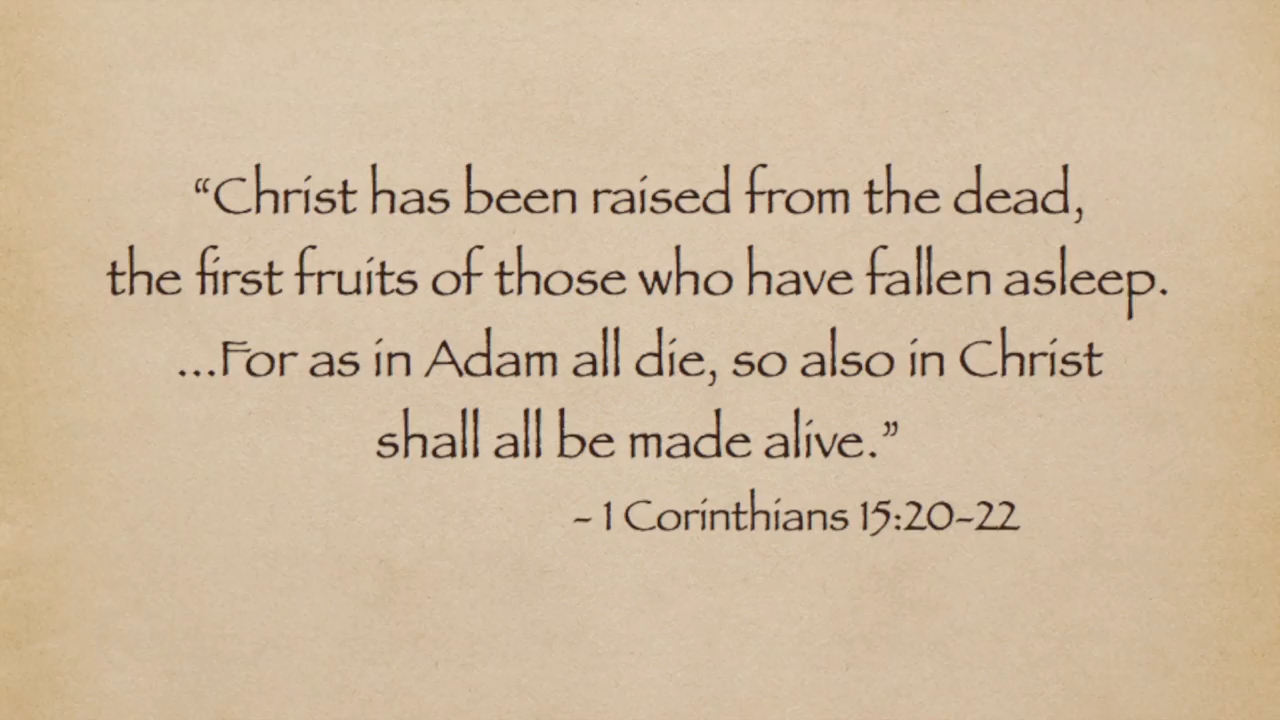 “Christ has been raised from the dead,
the first fruits of those who have fallen asleep.
...For as in Adam all die, so also in Christ
shall all be made alive.”
– 1 Corinthians 15:20–22